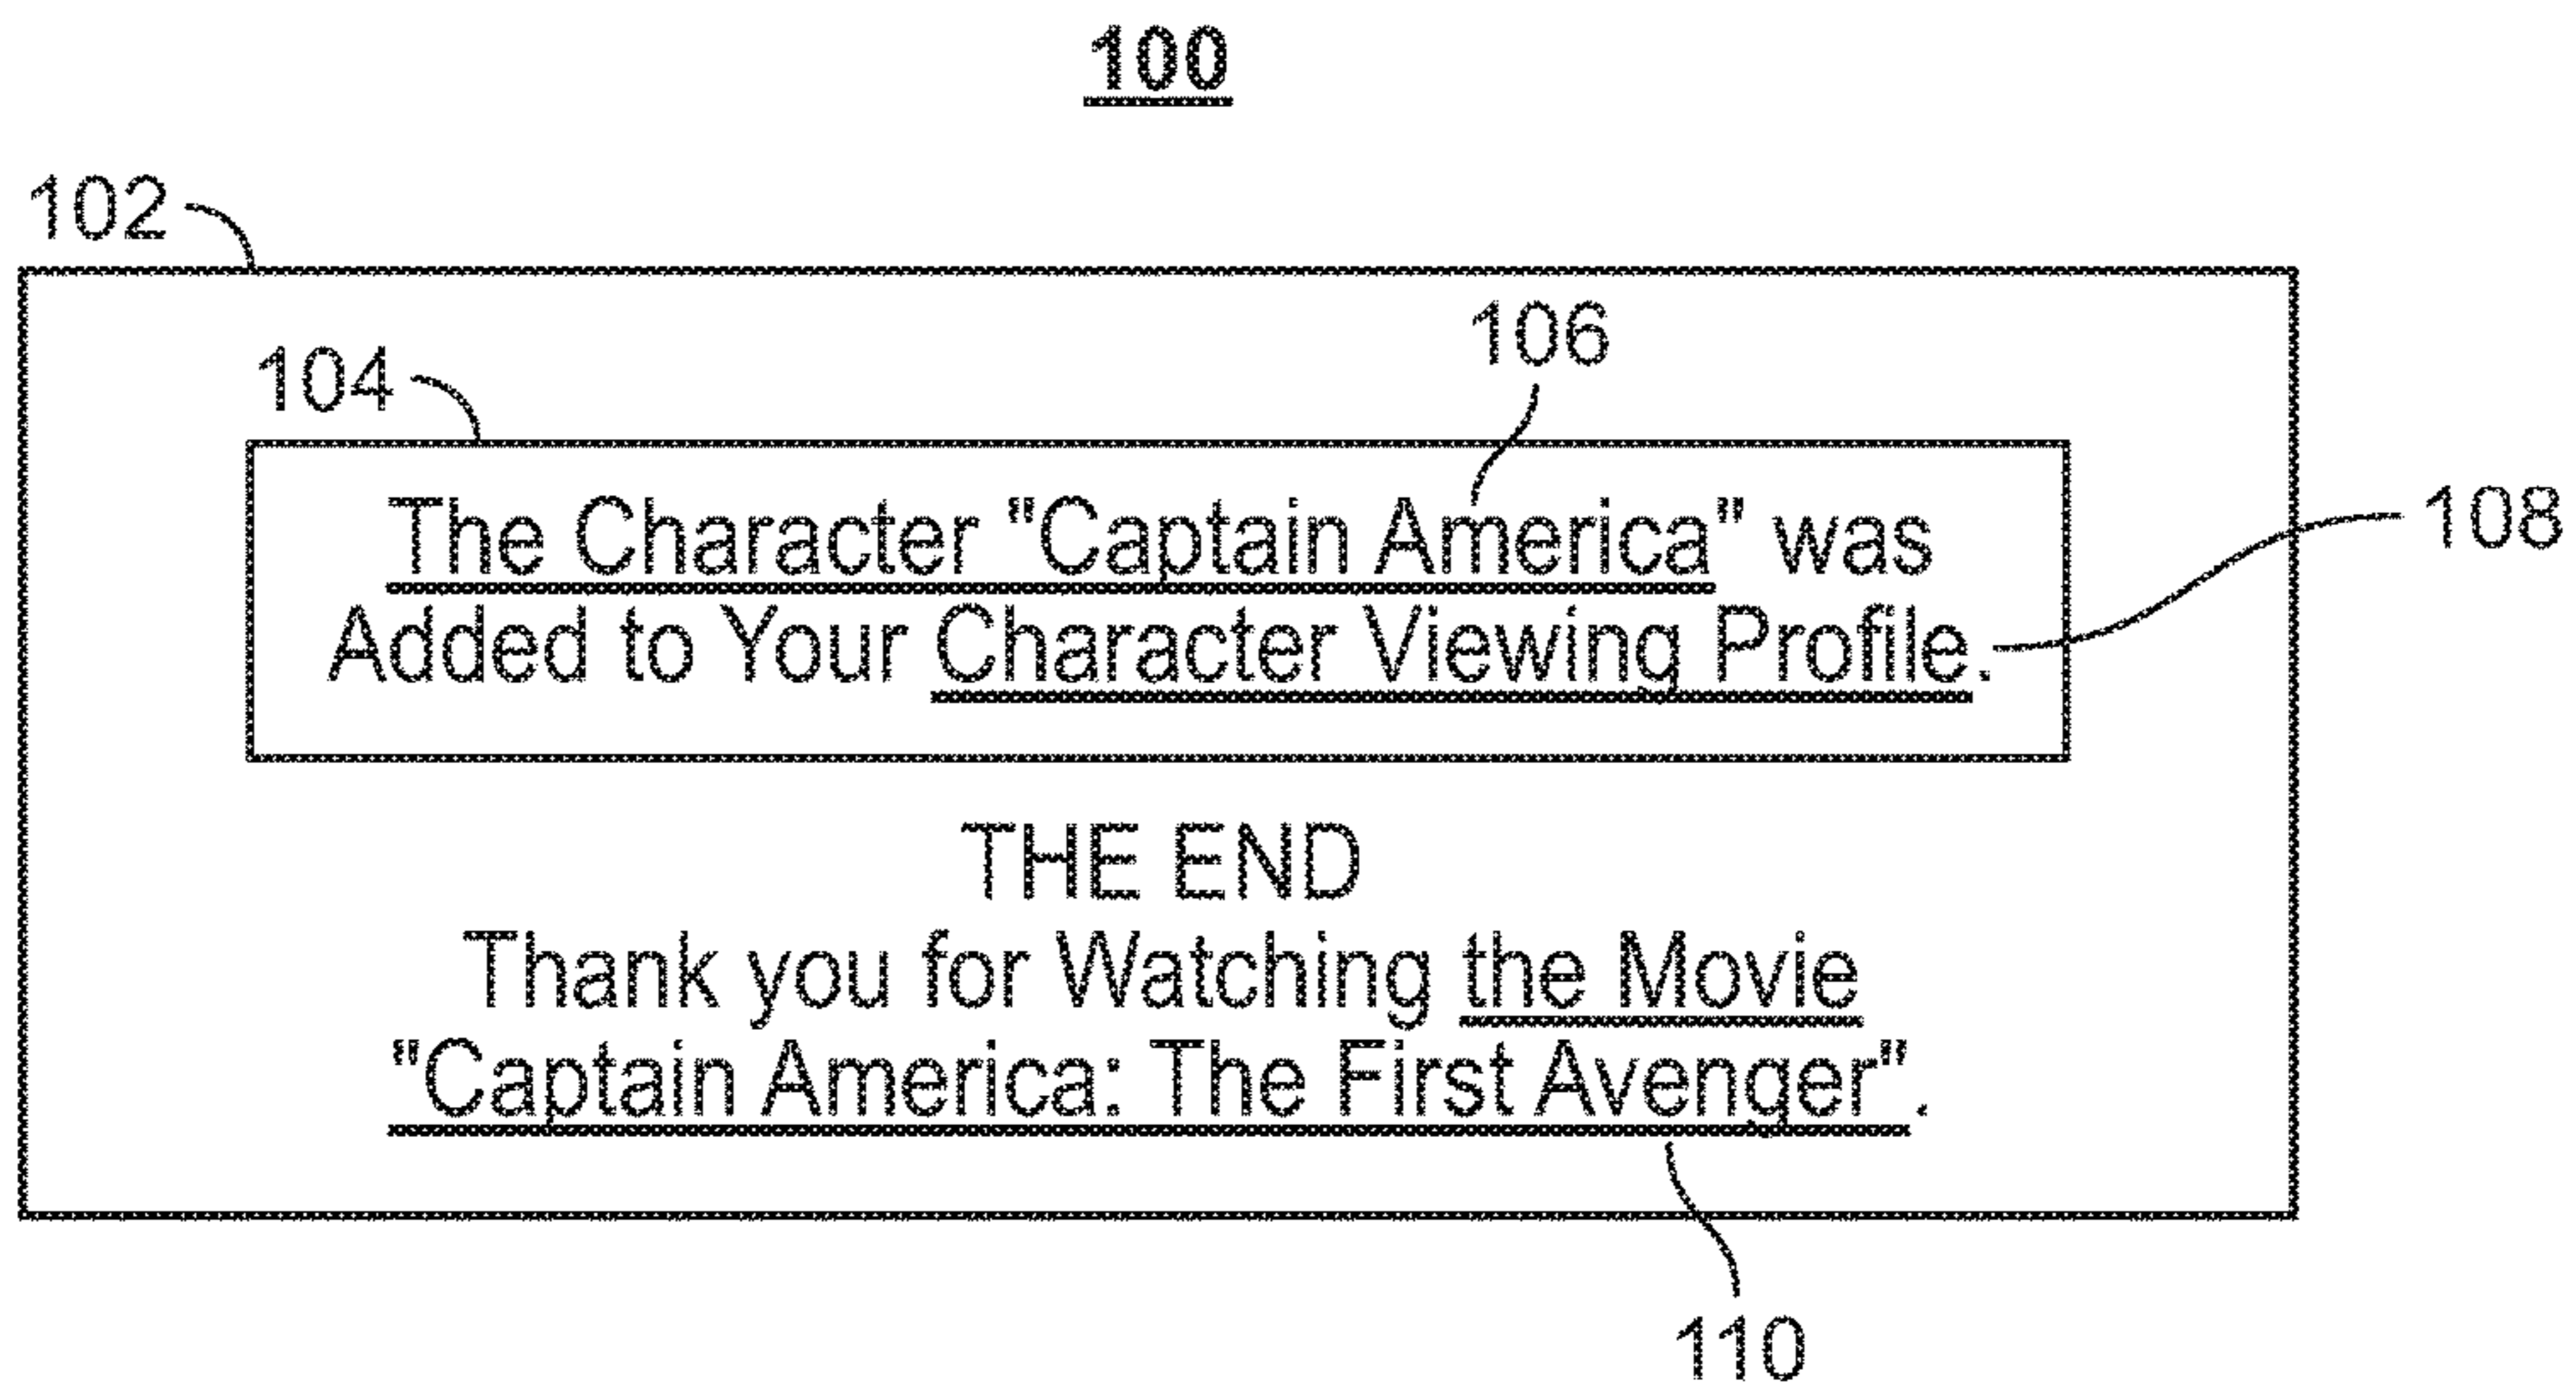 100
102
104
106
The Character "Captain America" was
108
Added to Your Character Viewing Profile.
THE END
Thank you for Watching the Movie
"Captain America: The First Avenger".
110